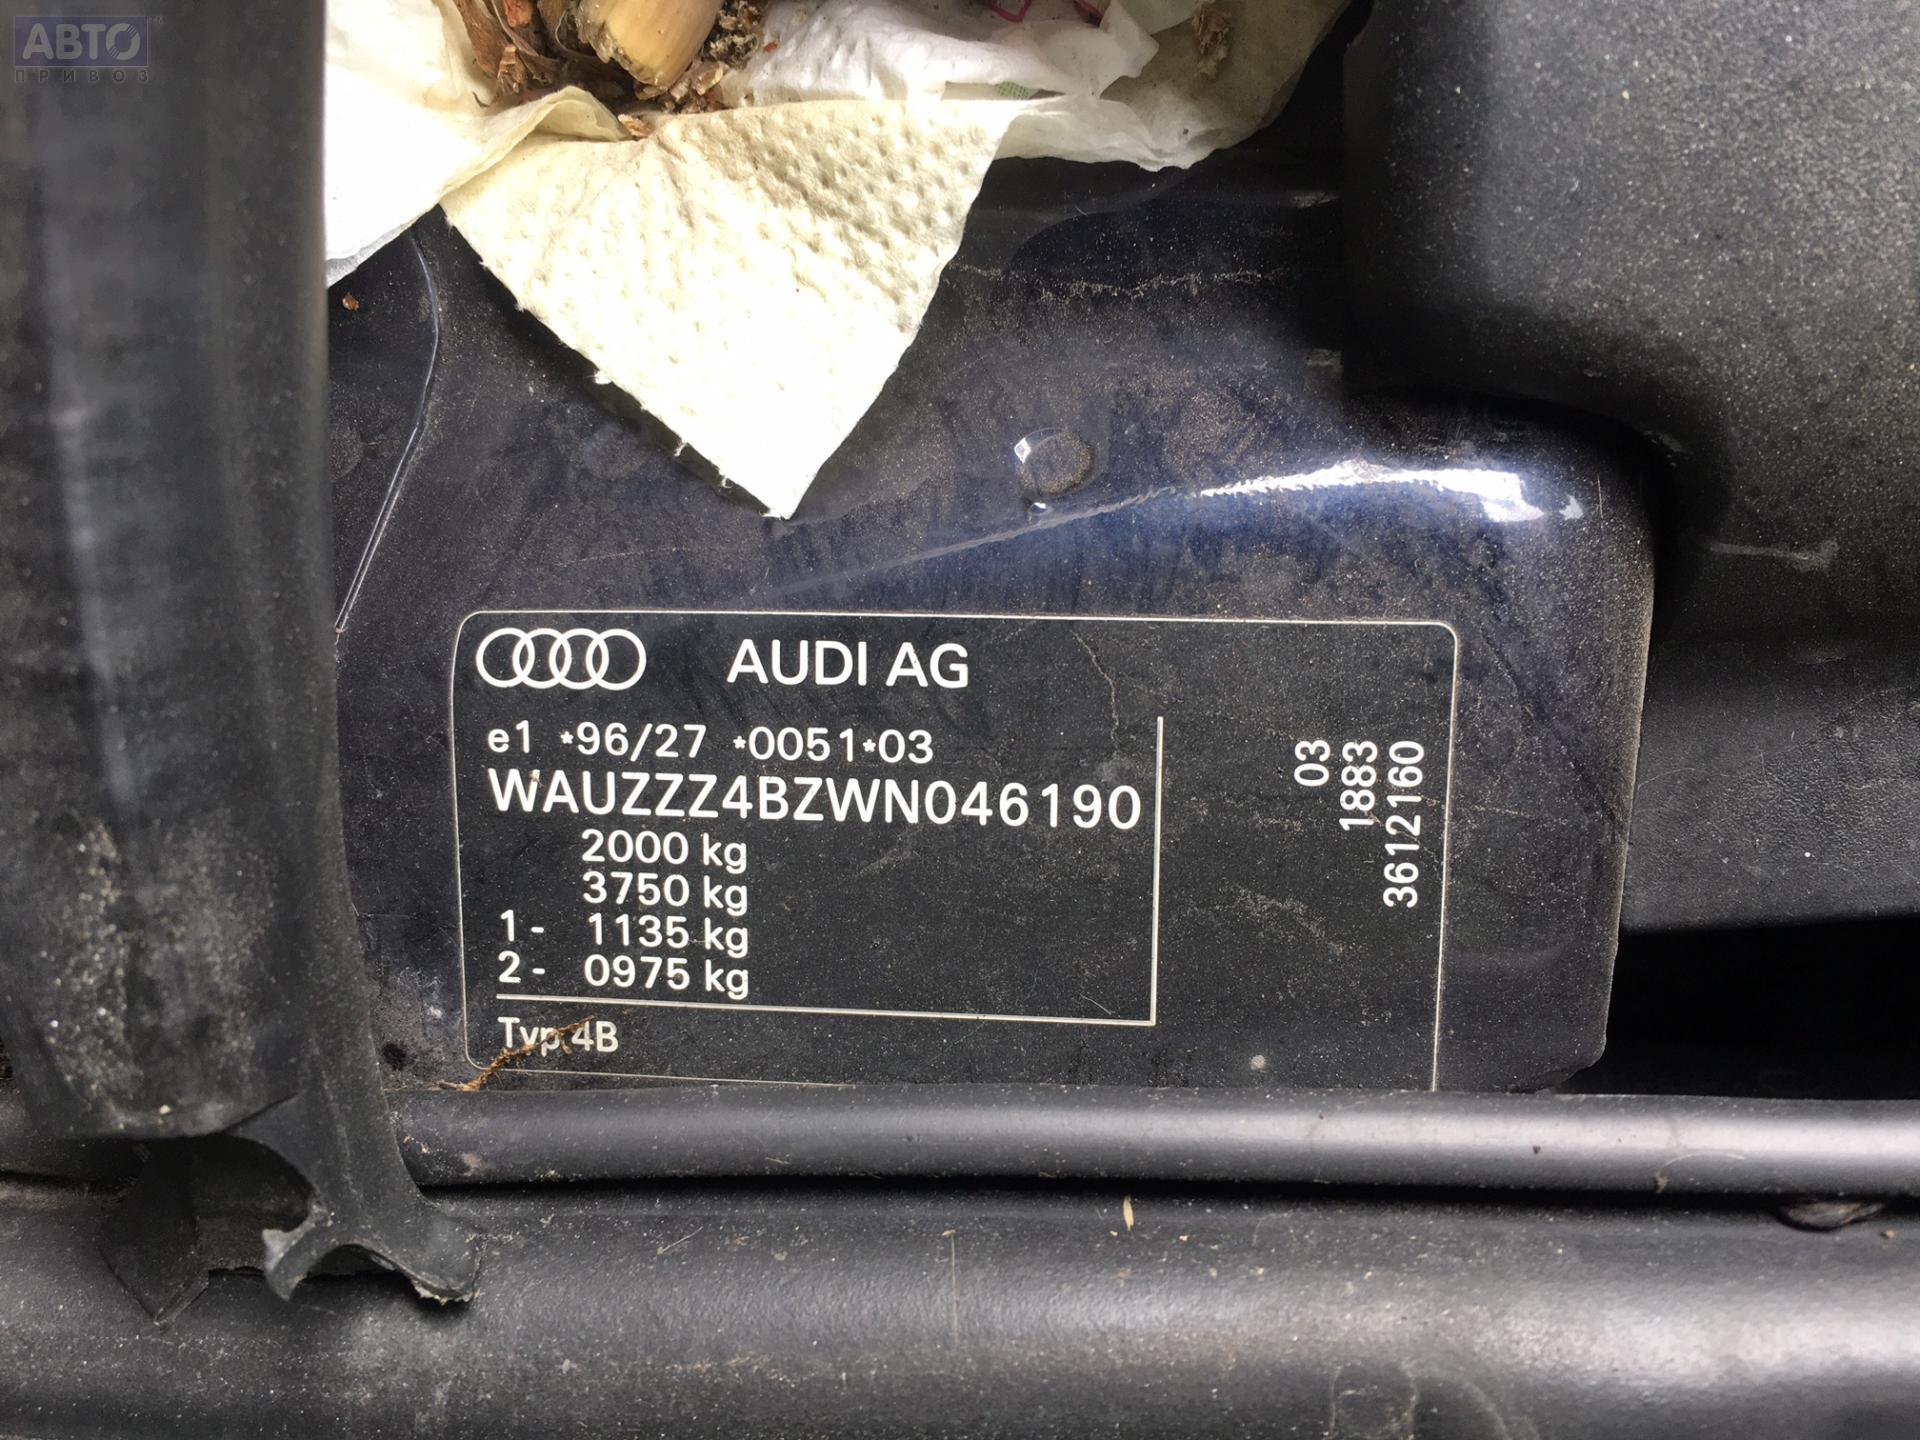 АВТО
ПРИВОЗ
AUDI AG
e1 *96/27 *0051*03
WAUZZZ4BZWN046190
2000 kg
3750 kg
1- 1135 kg
2- 0975 kg
Typ 4B
03
1883
3612160